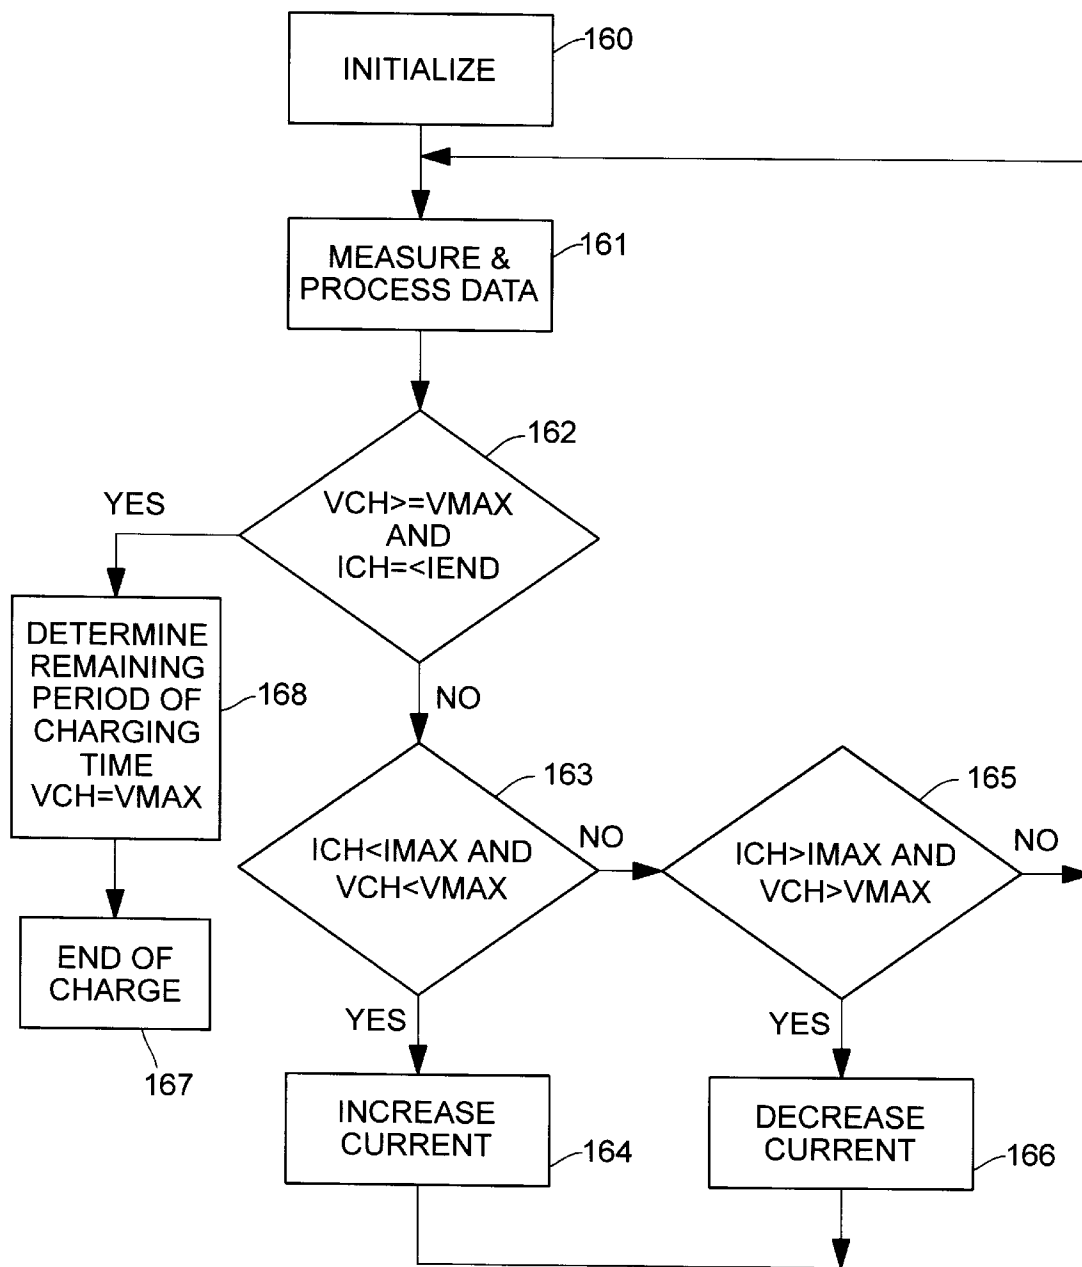 INITIALIZE
160
MEASURE &
PROCESS DATA
161
162
VCH>=VMAX
AND
ICH=<IEND
YES
DETERMINE
REMAINING
PERIOD OF
CHARGING
TIME
VCH=VMAX
168
NO
163
ICH<IMAX AND
VCH<VMAX
NO
165
ICH>IMAX AND
VCH>VMAX
NO
END OF
CHARGE
167
YES
INCREASE
CURRENT
164
YES
DECREASE
CURRENT
166